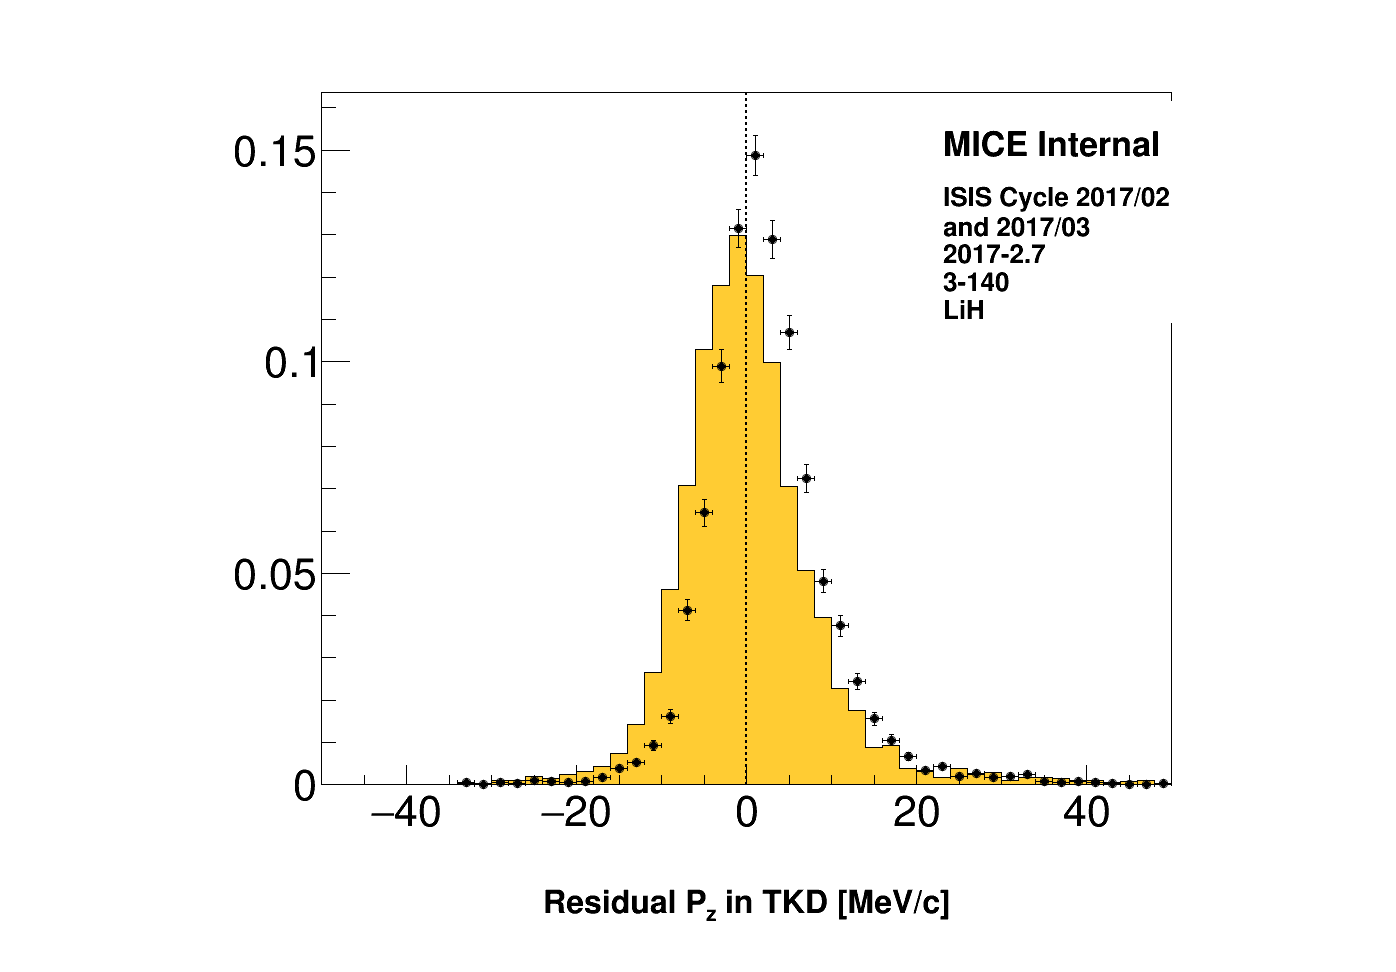 0.15
0.1
0.05
0
−40
−20
0
20
40
MICE Internal
ISIS Cycle 2017/02
and 2017/03
2017-2.7
3-140
LiH
Residual Pz in TKD [MeV/c]